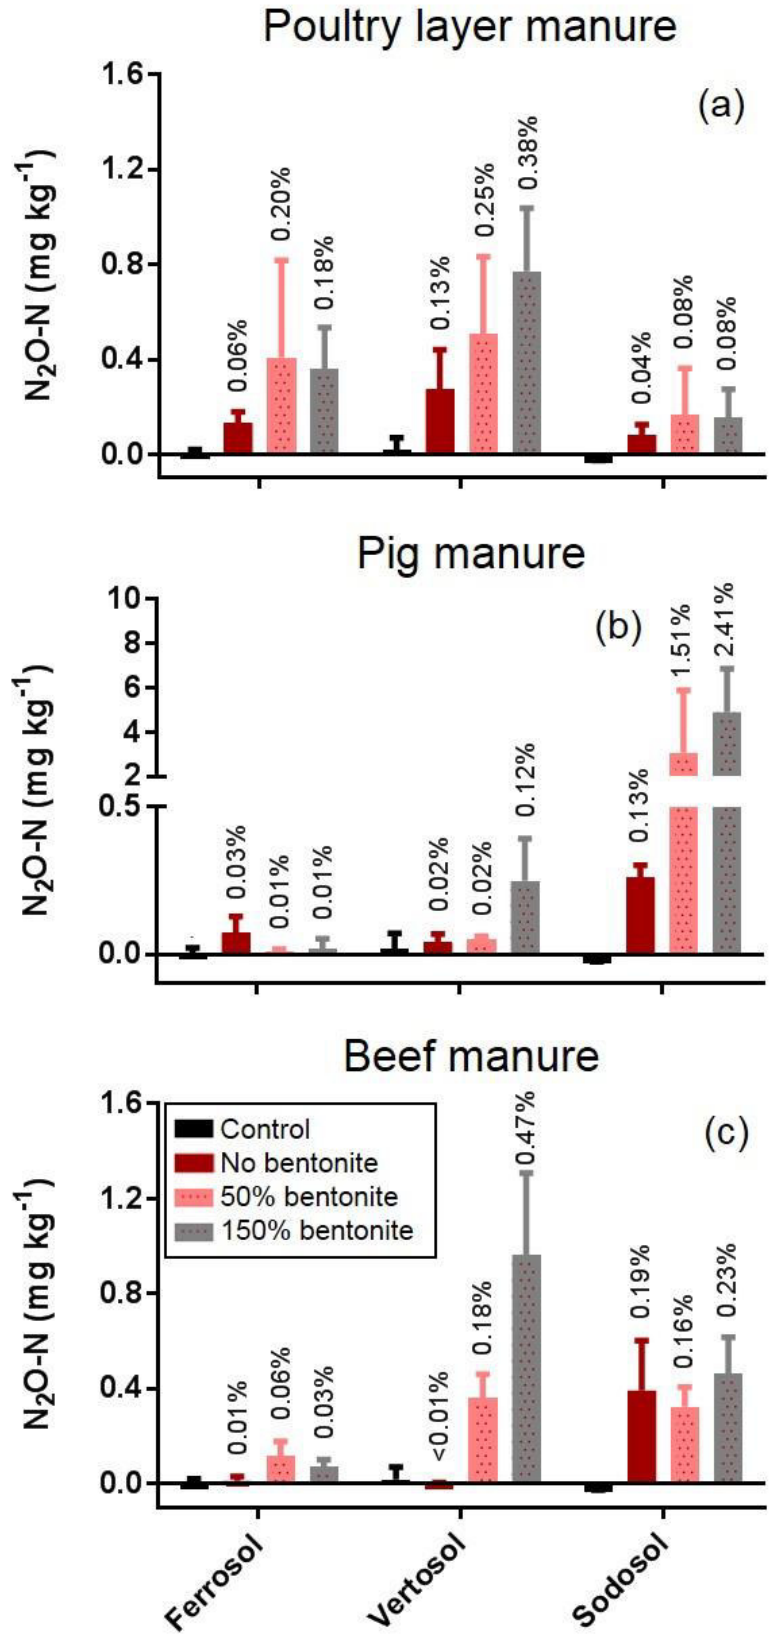 Poultry layer manure
(a)
N₂O-N (mg kg⁻¹)
1.6
1.2
0.8
0.4
0.0
0.06%
0.20%
0.18%
0.13%
0.25%
0.38%
0.04%
0.08%
0.08%
Pig manure
(b)
N₂O-N (mg kg⁻¹)
10
8
6
4
2
0.5
0.0
0.03%
0.01%
0.01%
0.02%
0.02%
0.12%
0.13%
1.51%
2.41%
Beef manure
(c)
N₂O-N (mg kg⁻¹)
1.6
1.2
0.8
0.4
0.0
Control
No bentonite
50% bentonite
150% bentonite
0.01%
0.06%
0.03%
<0.01%
0.18%
0.47%
0.19%
0.16%
0.23%
Ferrosol
Vertosol
Sodosol